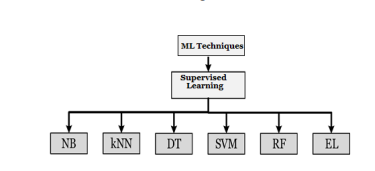 ML Techniques
Supervised
Learning
NB kNN DT SVM RF EL